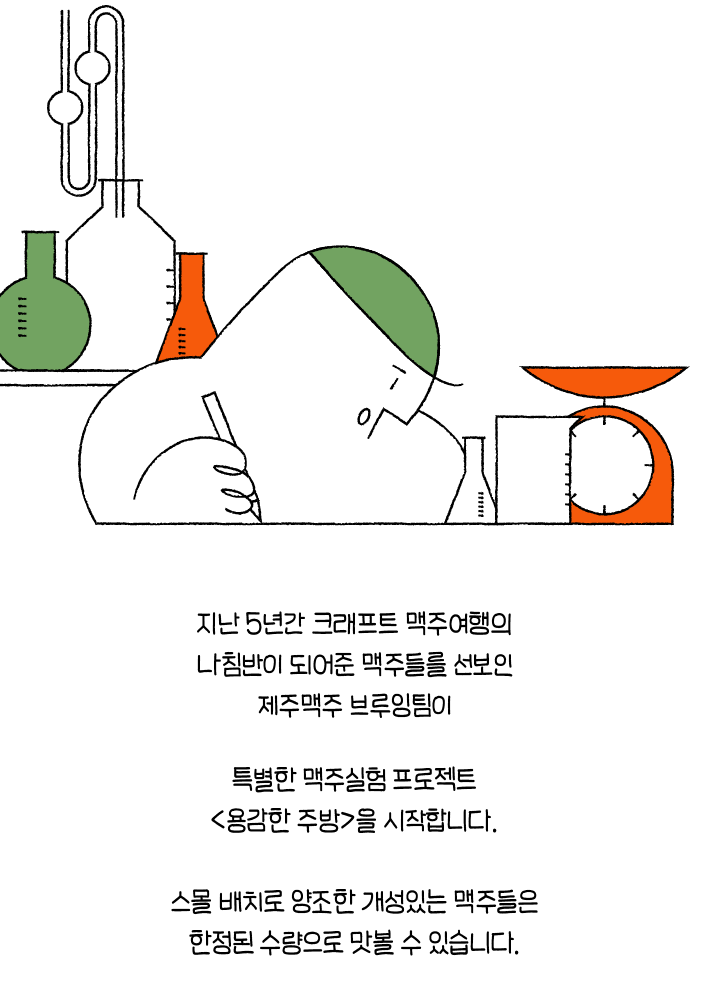 지난 5년간 크래프트 맥주여행의
나침반이 되어준 맥주들을 선보인
제주맥주 브루잉팀이
특별한 맥주실험 프로젝트
<용감한 주방>을 시작합니다.
스몰 배치로 양조한 개성있는 맥주들은
한정된 수량으로 맛볼 수 있습니다.